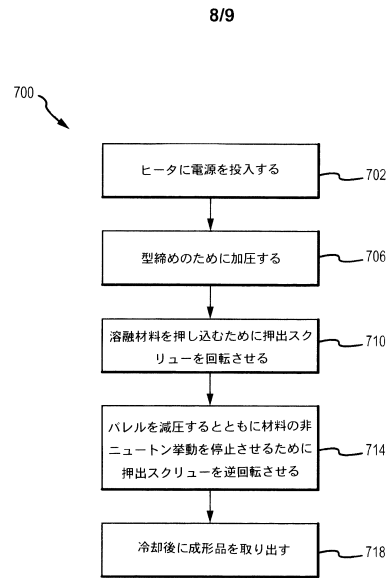 8/9
700
ヒータに電源を投入する
702
型締めのために加圧する
706
溶融材料を押し込むために押出スク
リューを回転させる
710
バレルを減圧するとともに材料の非
ニュートン挙動を停止させるために
押出スクリューを逆回転させる
714
冷却後に成形品を取り出す
718